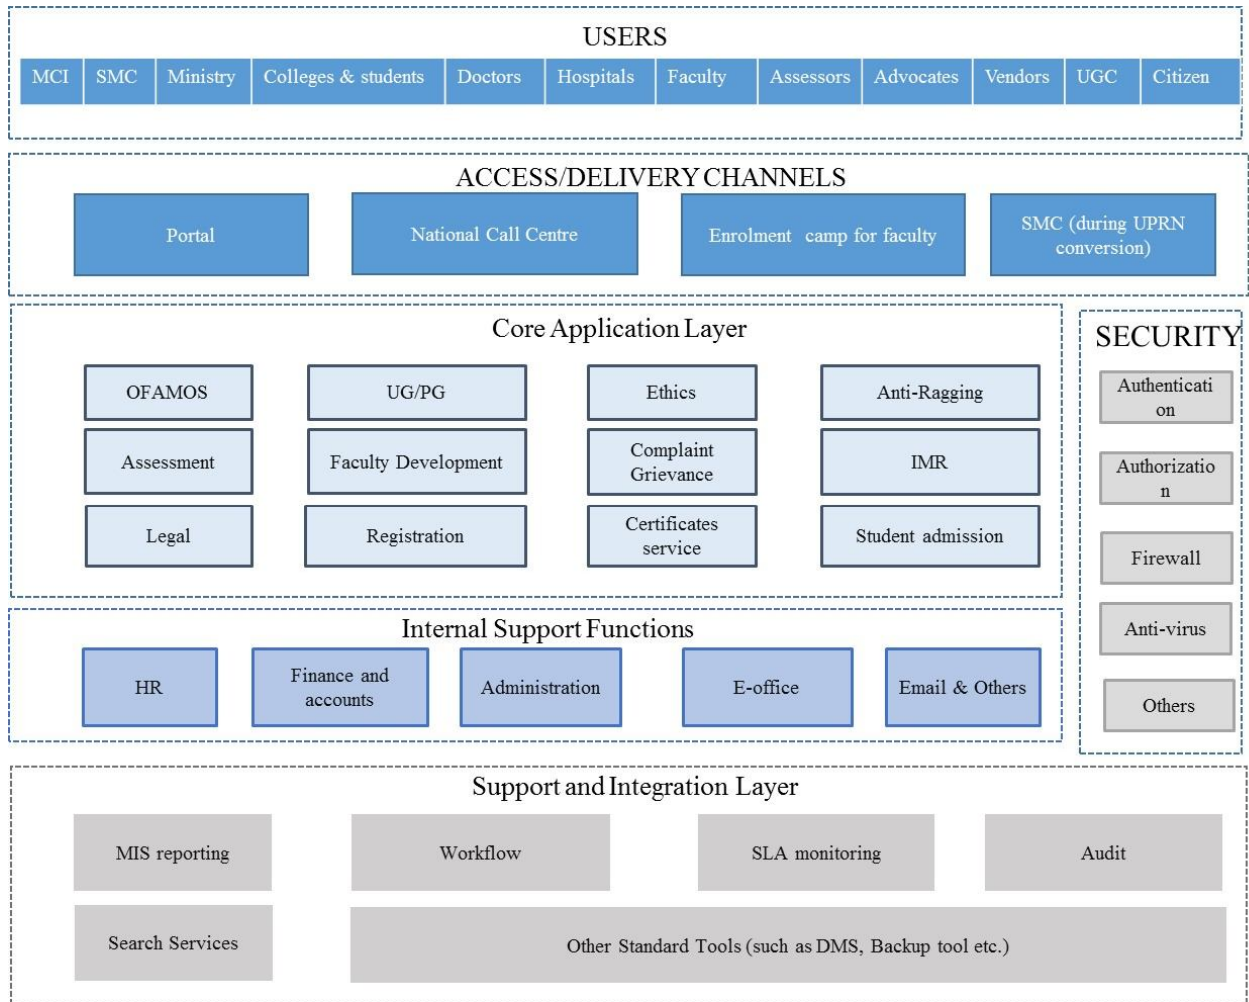 USERS
MCI SMC Ministry Colleges & students Doctors Hospitals Faculty Assessors Advocates Vendors UGC Citizen
ACCESS/DELIVERY CHANNELS
Portal
National Call Centre
Enrolment camp for faculty
SMC (during UPRN
conversion)
Core Application Layer
OFAMOS
UG/PG
Ethics
Anti-Ragging
Assessment
Faculty Development
Complaint
Grievance
IMR
Legal
Registration
Certificates
service
Student admission
SECURITY
Authenticati
on
Authorizatio
n
Firewall
Anti-virus
Others
Internal Support Functions
HR
Finance and
accounts
Administration
E-office
Email & Others
Support and Integration Layer
MIS reporting
Workflow
SLA monitoring
Audit
Search Services
Other Standard Tools (such as DMS, Backup tool etc.)